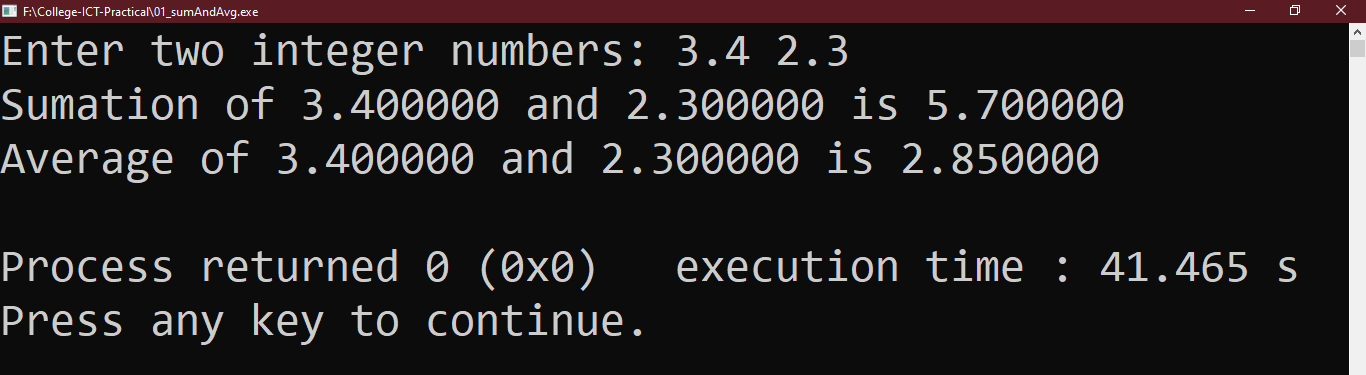 F:\College-ICT-Practical\01_sumAndAvg.exe
Enter two integer numbers: 3.4 2.3
Sumation of 3.400000 and 2.300000 is 5.700000
Average of 3.400000 and 2.300000 is 2.850000
Process returned 0 (0x0)   execution time : 41.465 s
Press any key to continue.